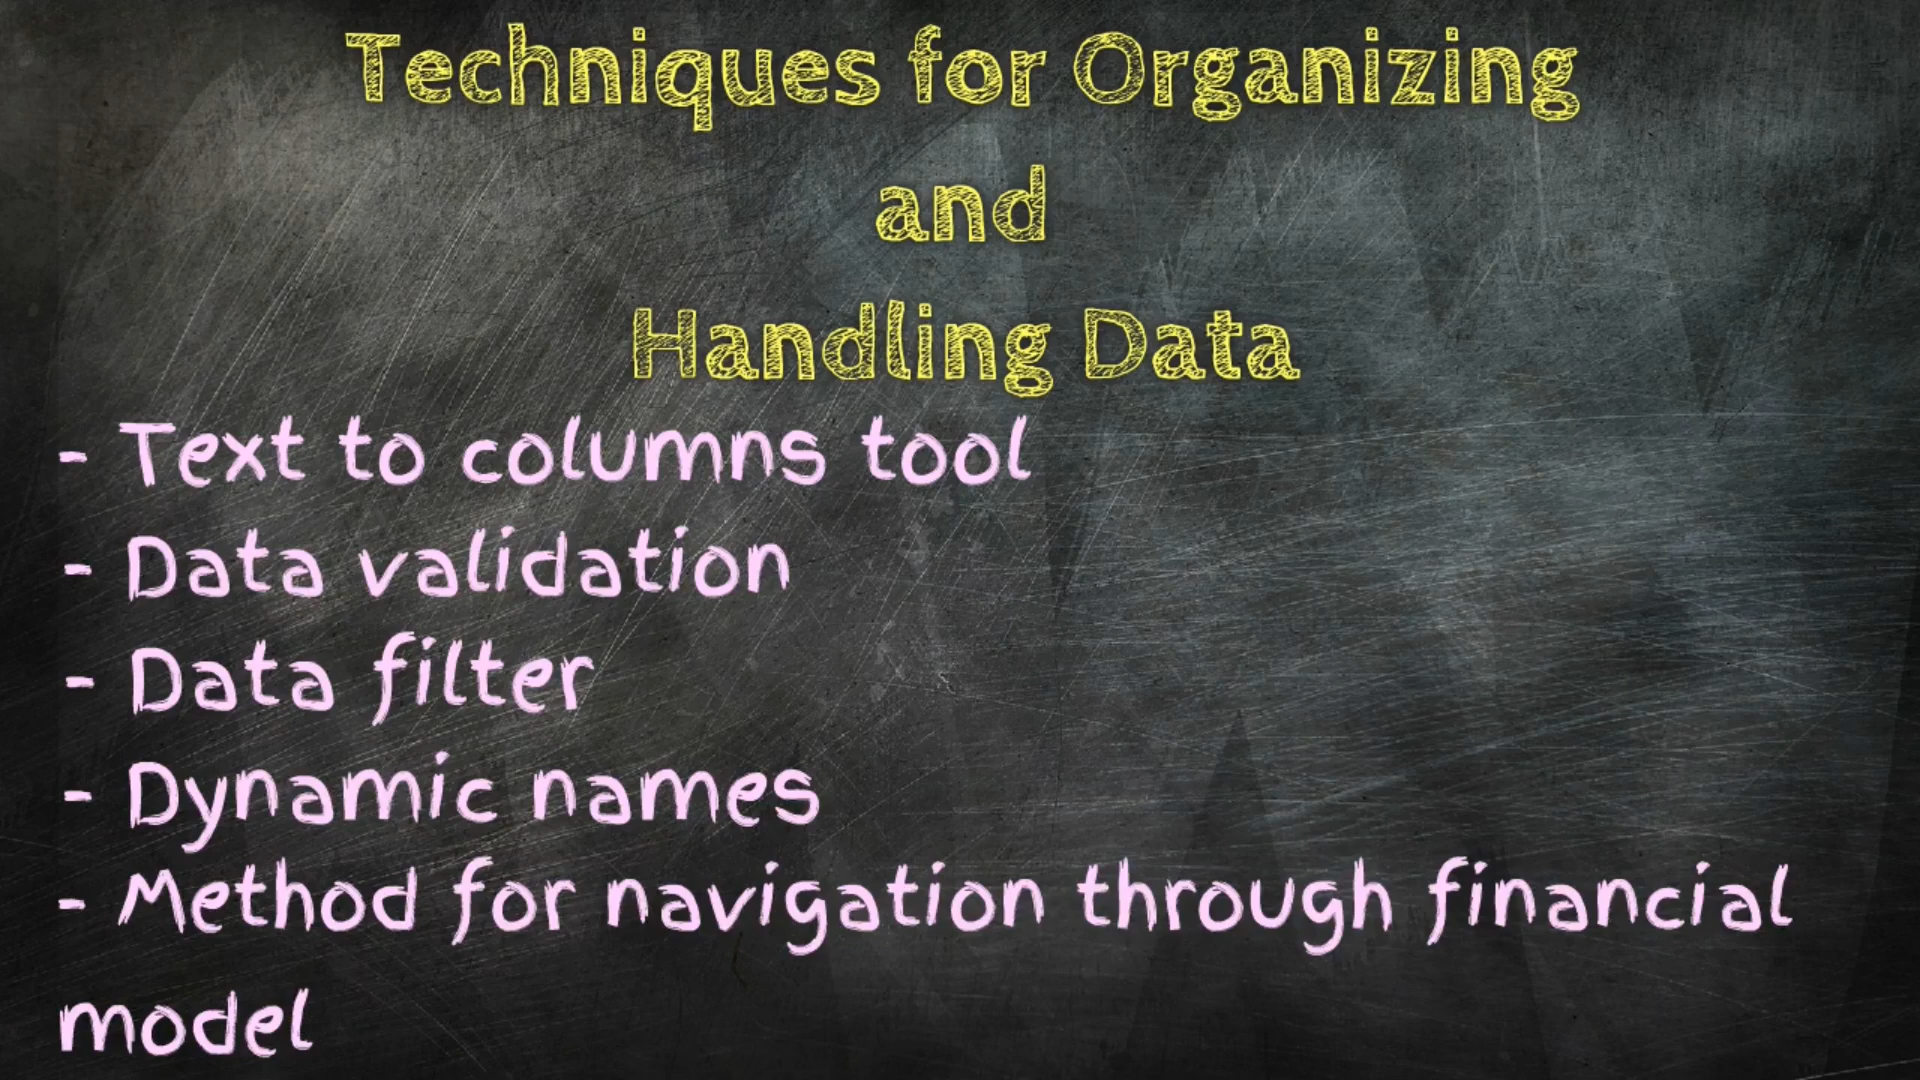 Techniques for Organizing
and
Handling Data
- Text to columns tool
- Data validation
- Data filter
- Dynamic names
- Method for navigation through financial
model